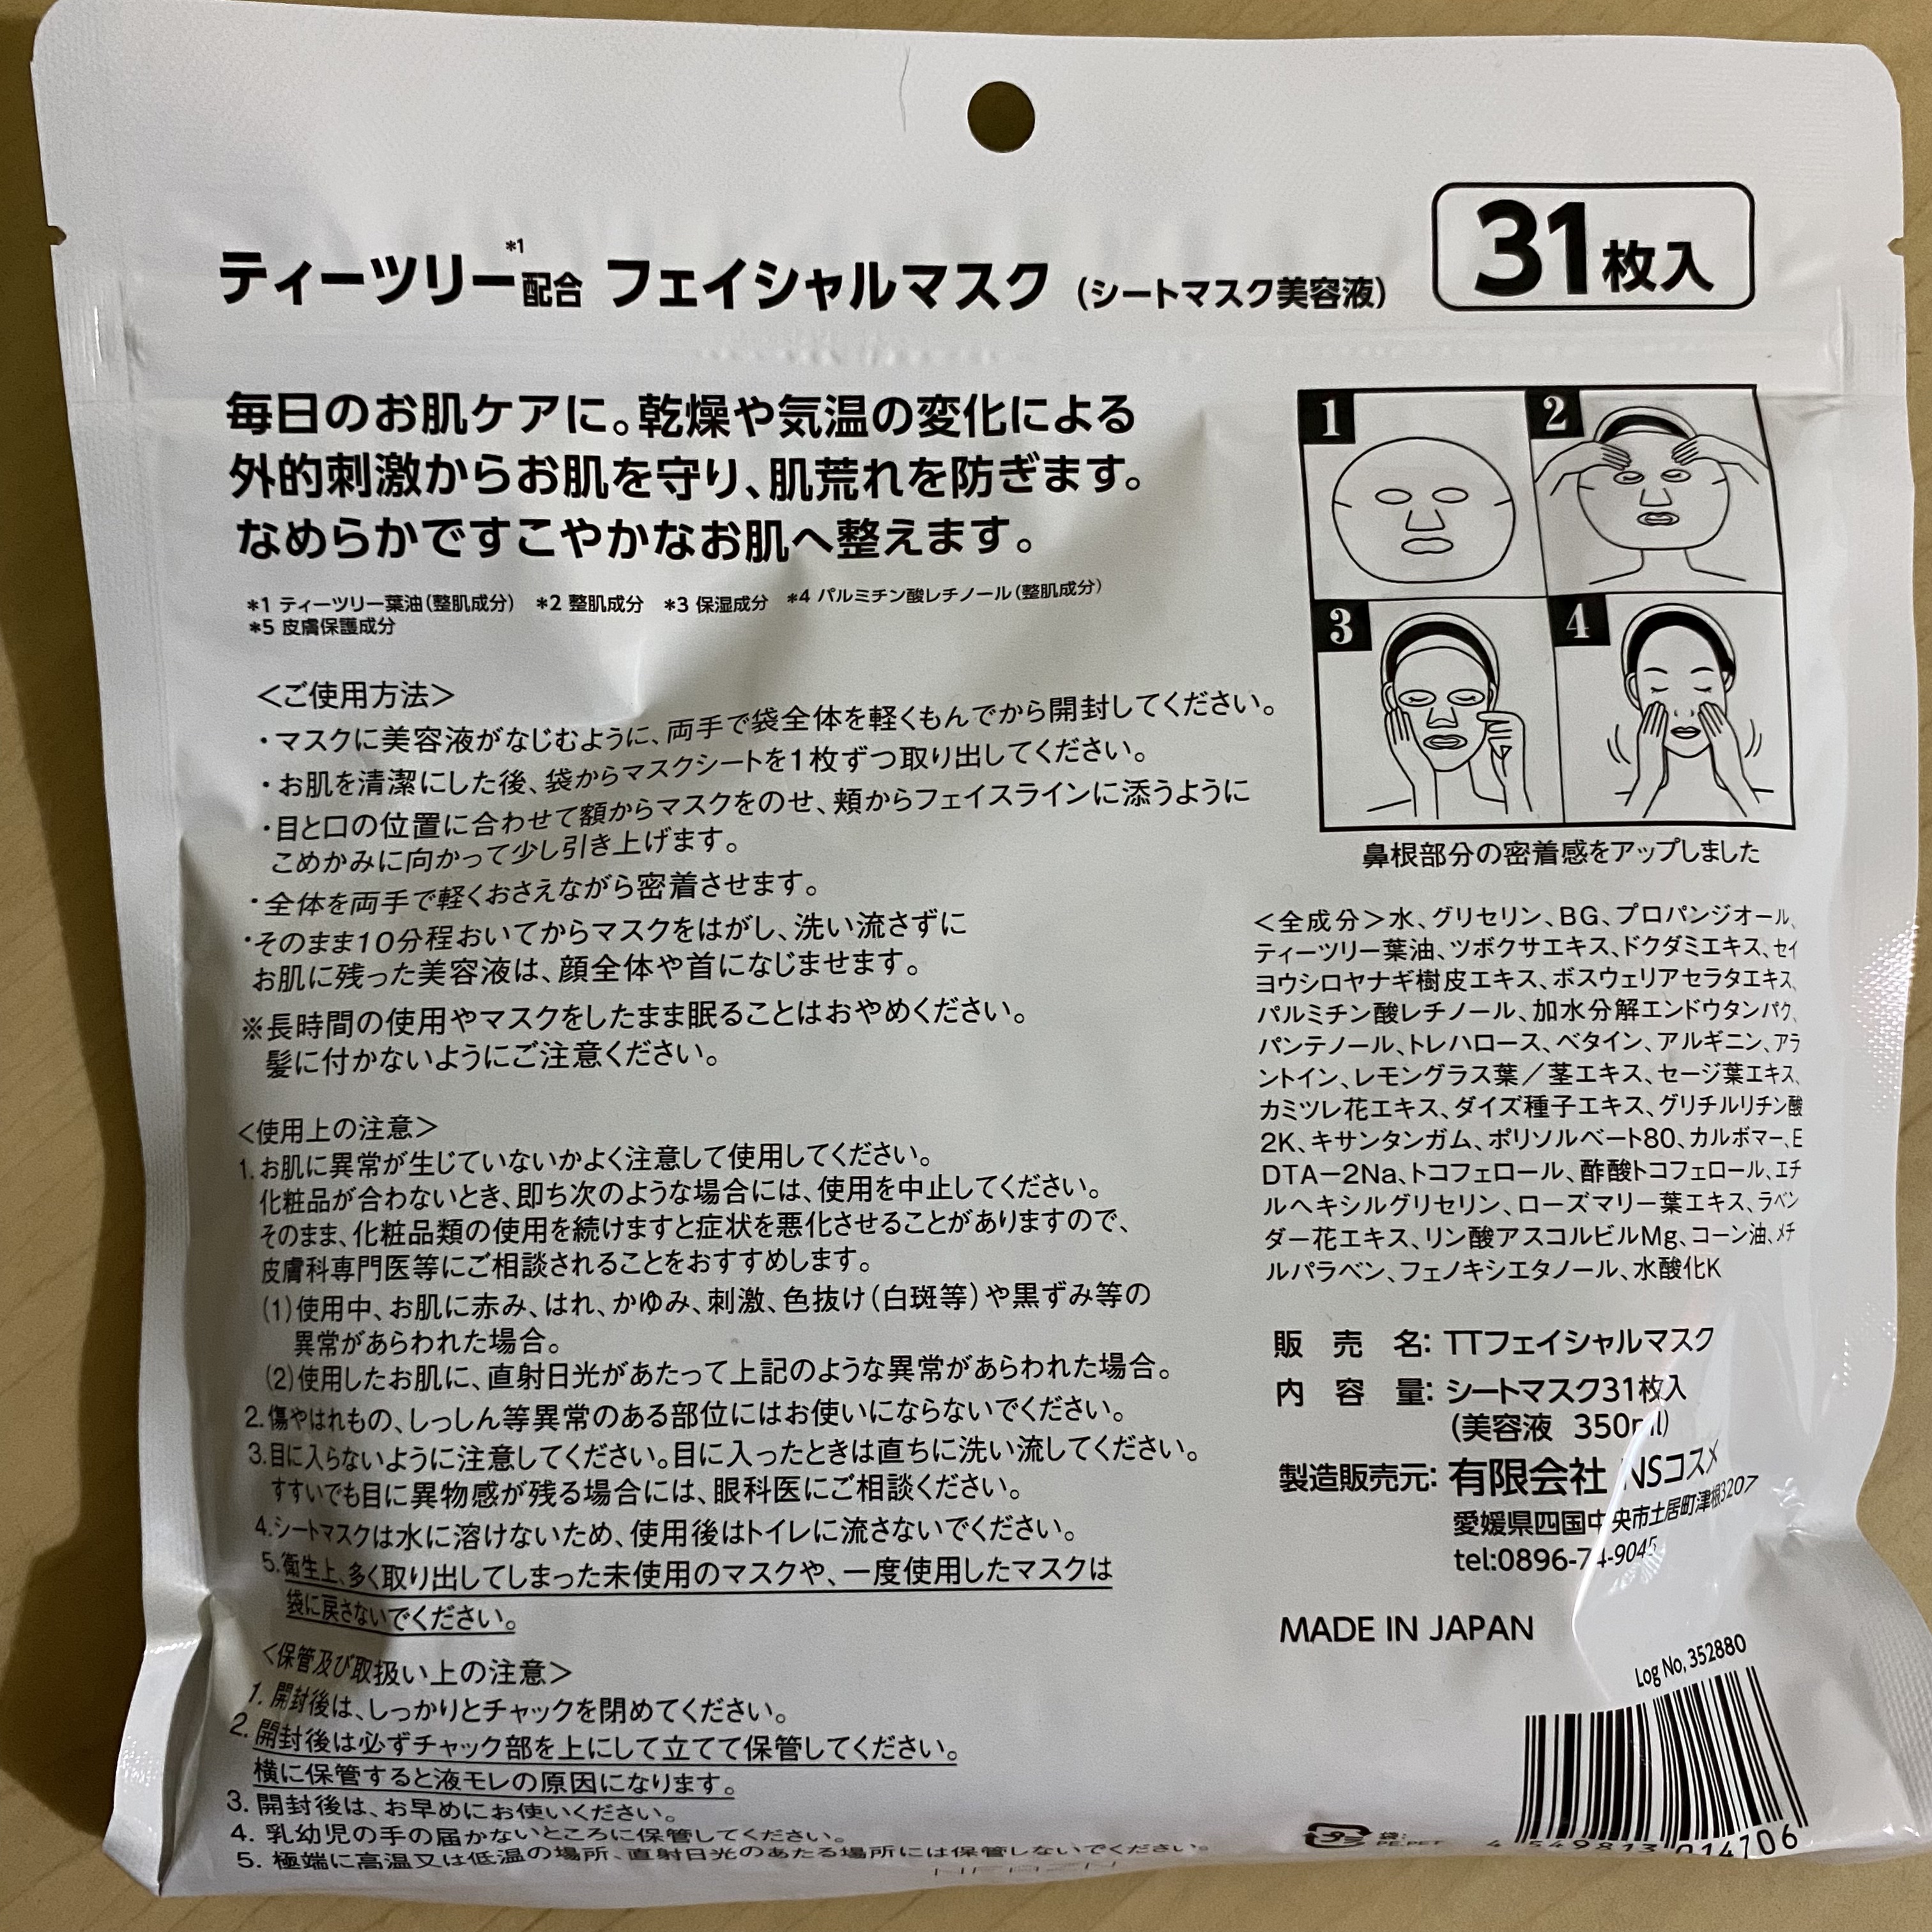 ティーツリー*1配合 フェイシャルマスク (シートマスク美容液)
31枚入
毎日のお肌ケアに。乾燥や気温の変化による
外的刺激からお肌を守り、肌荒れを防ぎます。
なめらかですこやかなお肌へ整えます。
*1 ティーツリー葉油(整肌成分) *2 整肌成分 *3 保湿成分 *4 パルミチン酸レチノール(整肌成分)
*5 皮膚保護成分
＜ご使用方法＞
・マスクに美容液がなじむように、両手で袋全体を軽くもんでから開封してください。
・お肌を清潔にした後、袋からマスクシートを1枚ずつ取り出してください。
・目と口の位置に合わせて額からマスクをのせ、頬からフェイスラインに添うように
こめかみに向かって少し引き上げます。
・全体を両手で軽くおさえながら密着させます。
・そのまま10分程おいてからマスクをはがし、洗い流さずに
お肌に残った美容液は、顔全体や首になじませます。
※長時間の使用やマスクをしたまま眠ることはおやめください。
髪に付かないようにご注意ください。
＜使用上の注意＞
1.お肌に異常が生じていないかよく注意して使用してください。
化粧品が合わないとき、即ち次のような場合には、使用を中止してください。
そのまま、化粧品類の使用を続けますと症状を悪化させることがありますので、
皮膚科専門医等にご相談されることをおすすめします。
(1)使用中、お肌に赤み、はれ、かゆみ、刺激、色抜け(白斑等)や黒ずみ等の
異常があらわれた場合。
(2)使用したお肌に、直射日光があたって上記のような異常があらわれた場合。
2.傷やはれもの、しっしん等異常のある部位にはお使いにならないでください。
3.目に入らないように注意してください。目に入ったときは直ちに洗い流してください。
すすいでも目に異物感が残る場合には、眼科医にご相談ください。
4.シートマスクは水に溶けないため、使用後はトイレに流さないでください。
5.衛生上、多く取り出してしまった未使用のマスクや、一度使用したマスクは
袋に戻さないでください。
＜保管及び取扱い上の注意＞
1. 開封後は、しっかりとチャックを閉めてください。
2. 開封後は必ずチャック部を上にして立てて保管してください。
横に保管すると液モレの原因になります。
3. 開封後は、お早めにお使いください。
4. 乳幼児の手の届かないところに保管してください。
5. 極端に高温又は低温の場所、直射日光のあたる場所には保管しないでください。
1
2
3
4
鼻根部分の密着感をアップしました
＜全成分＞水、グリセリン、BG、プロパンジオール、
ティーツリー葉油、ツボクサエキス、ドクダミエキス、セイ
ヨウシロヤナギ樹皮エキス、ボスウェリアセラタエキス、
パルミチン酸レチノール、加水分解エンドウタンパク、
パンテノール、トレハロース、ベタイン、アルギニン、アラ
ントイン、レモングラス葉／茎エキス、セージ葉エキス、
カミツレ花エキス、ダイズ種子エキス、グリチルリチン酸
2K、キサンタンガム、ポリソルベート80、カルボマー、E
DTA－2Na、トコフェロール、酢酸トコフェロール、エチ
ルヘキシルグリセリン、ローズマリー葉エキス、ラベン
ダー花エキス、リン酸アスコルビルMg、コーン油、メチ
ルパラベン、フェノキシエタノール、水酸化K
販 売 名: TTフェイシャルマスク
内 容 量: シートマスク31枚入
(美容液 350ml)
製造販売元: 有限会社 NSコスメ
愛媛県四国中央市土居町津根3207
tel:0896-74-9045
MADE IN JAPAN
Log No, 352880
プラ 袋: PE,PET
4 549813 014706